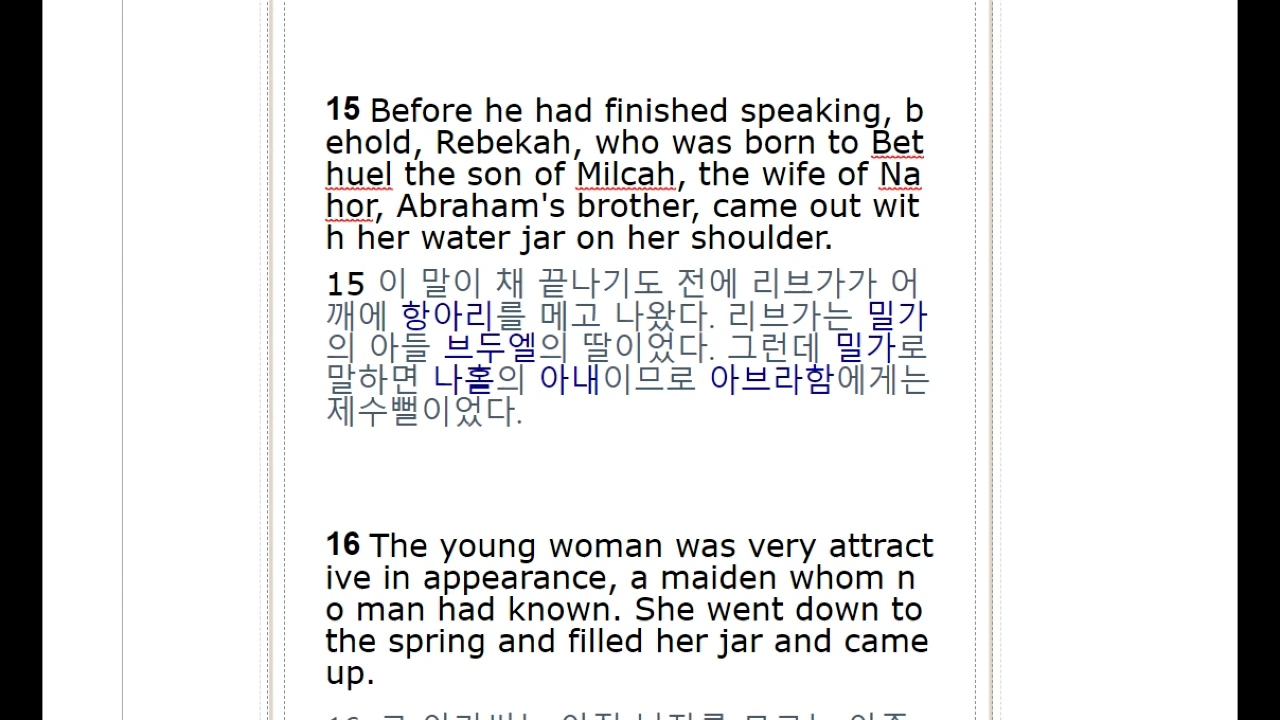 15 Before he had finished speaking, b
ehold, Rebekah, who was born to Bet
huel the son of Milcah, the wife of Na
hor, Abraham's brother, came out wit
h her water jar on her shoulder.
15 이 말이 채 끝나기도 전에 리브가가 어
깨에 항아리를 메고 나왔다. 리브가는 밀가
의 아들 브두엘의 딸이었다. 그런데 밀가로
말하면 나홀의 아내이므로 아브라함에게는
제수뻘이었다.
16 The young woman was very attract
ive in appearance, a maiden whom n
o man had known. She went down to
the spring and filled her jar and came
up.